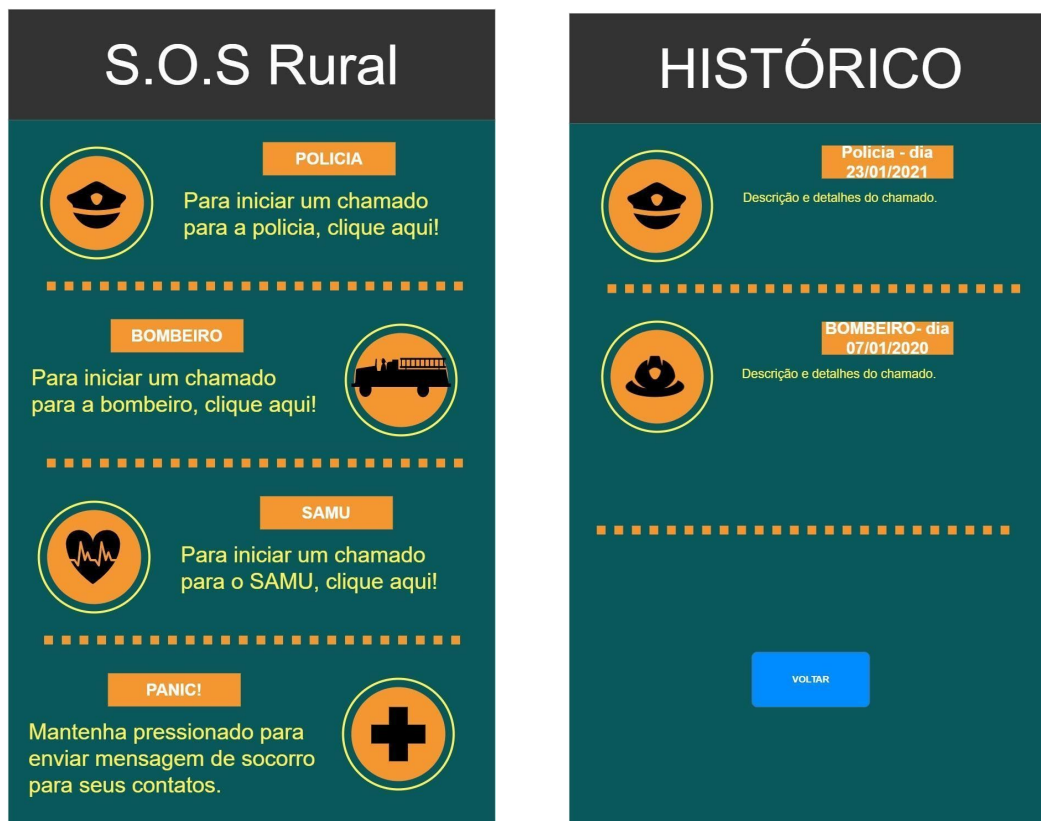 S.O.S Rural
POLICIA
Para iniciar um chamado
para a policia, clique aqui!
BOMBEIRO
Para iniciar um chamado
para a bombeiro, clique aqui!
SAMU
Para iniciar um chamado
para o SAMU, clique aqui!
PANIC!
Mantenha pressionado para
enviar mensagem de socorro
para seus contatos.
HISTÓRICO
Policia - dia
23/01/2021
Descrição e detalhes do chamado.
BOMBEIRO- dia
07/01/2020
Descrição e detalhes do chamado.
VOLTAR